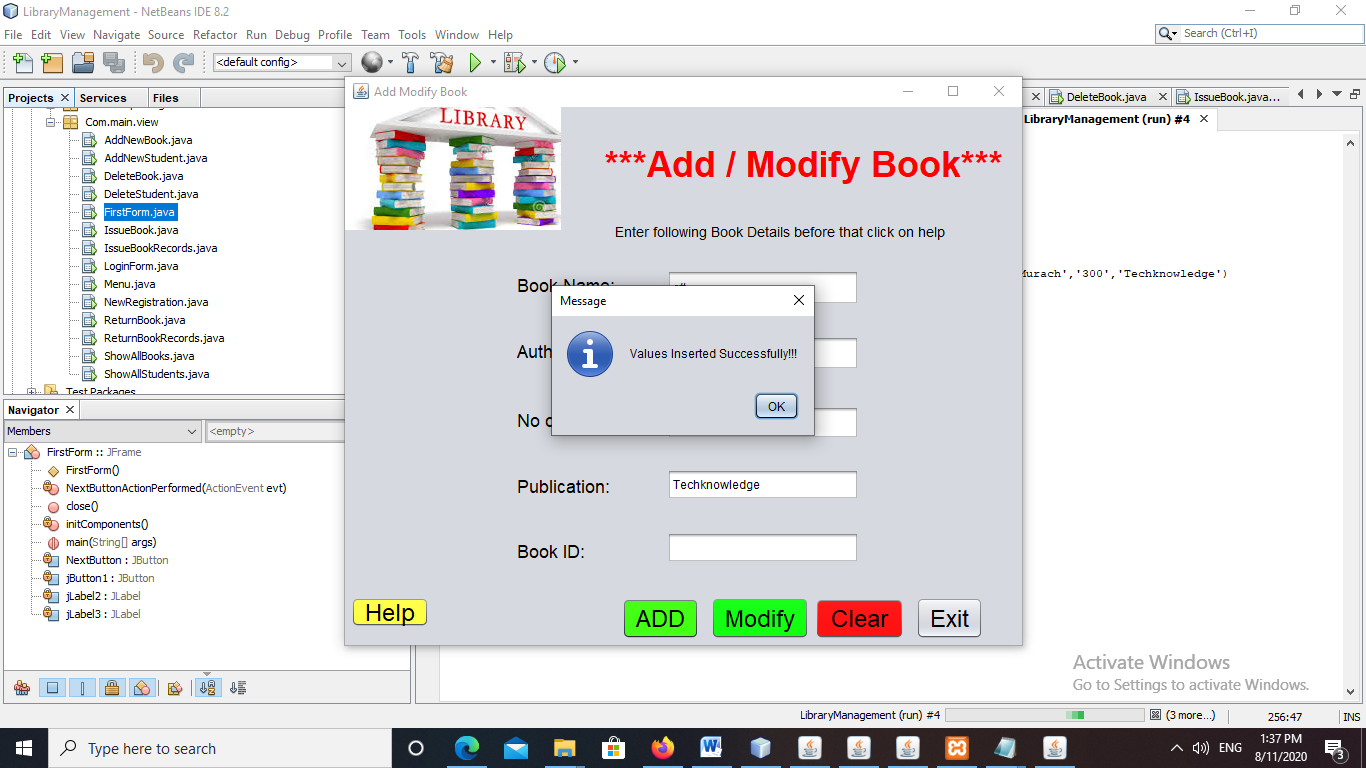 LibraryManagement - NetBeans IDE 8.2
File Edit View Navigate Source Refactor Run Debug Profile Team Tools Window Help
Search (Ctrl+I)
<default config>
Projects Services Files
Com.main.view
AddNewBook.java
AddNewStudent.java
DeleteBook.java
DeleteStudent.java
FirstForm.java
IssueBook.java
IssueBookRecords.java
LoginForm.java
Menu.java
NewRegistration.java
ReturnBook.java
ReturnBookRecords.java
ShowAllBooks.java
ShowAllStudents.java
Test Packages
Navigator
Members
<empty>
FirstForm :: JFrame
FirstForm()
NextButtonActionPerformed(ActionEvent evt)
close()
initComponents()
main(String[] args)
NextButton : JButton
jButton1 : JButton
jLabel2 : JLabel
jLabel3 : JLabel
Add Modify Book
LIBRARY
***Add / Modify Book***
Enter following Book Details before that click on help
Book Name:
Message
Values Inserted Successfully!!!
OK
Publication:
Techknowledge
Book ID:
Help
ADD
Modify
Clear
Exit
DeleteBook.java
IssueBook.java...
LibraryManagement (run) #4
Murach','300','Techknowledge')
Activate Windows
Go to Settings to activate Windows.
LibraryManagement (run) #4
(3 more...)
256:47
INS
Type here to search
ENG
1:37 PM
8/11/2020
3